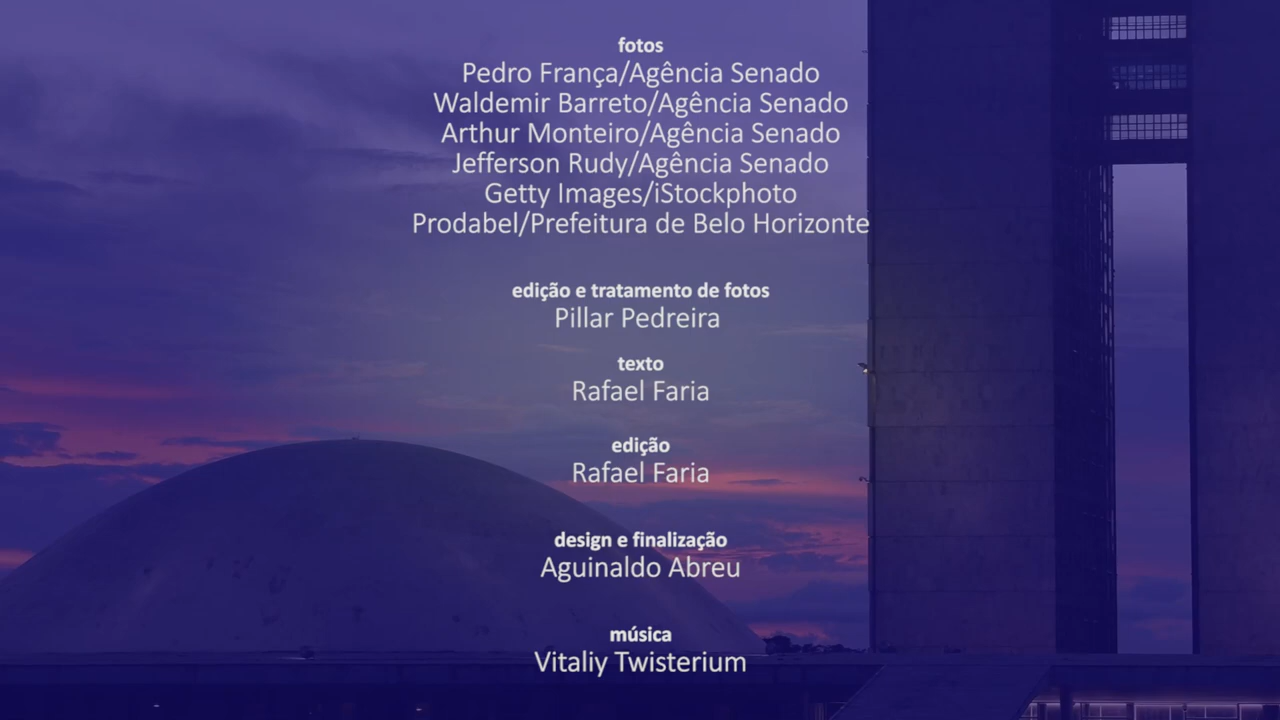 fotos
Pedro França/Agência Senado
Waldemir Barreto/Agência Senado
Arthur Monteiro/Agência Senado
Jefferson Rudy/Agência Senado
Getty Images/iStockphoto
Prodabel/Prefeitura de Belo Horizonte
edição e tratamento de fotos
Pillar Pedreira
texto
Rafael Faria
edição
Rafael Faria
design e finalização
Aguinaldo Abreu
música
Vitaliy Twisterium